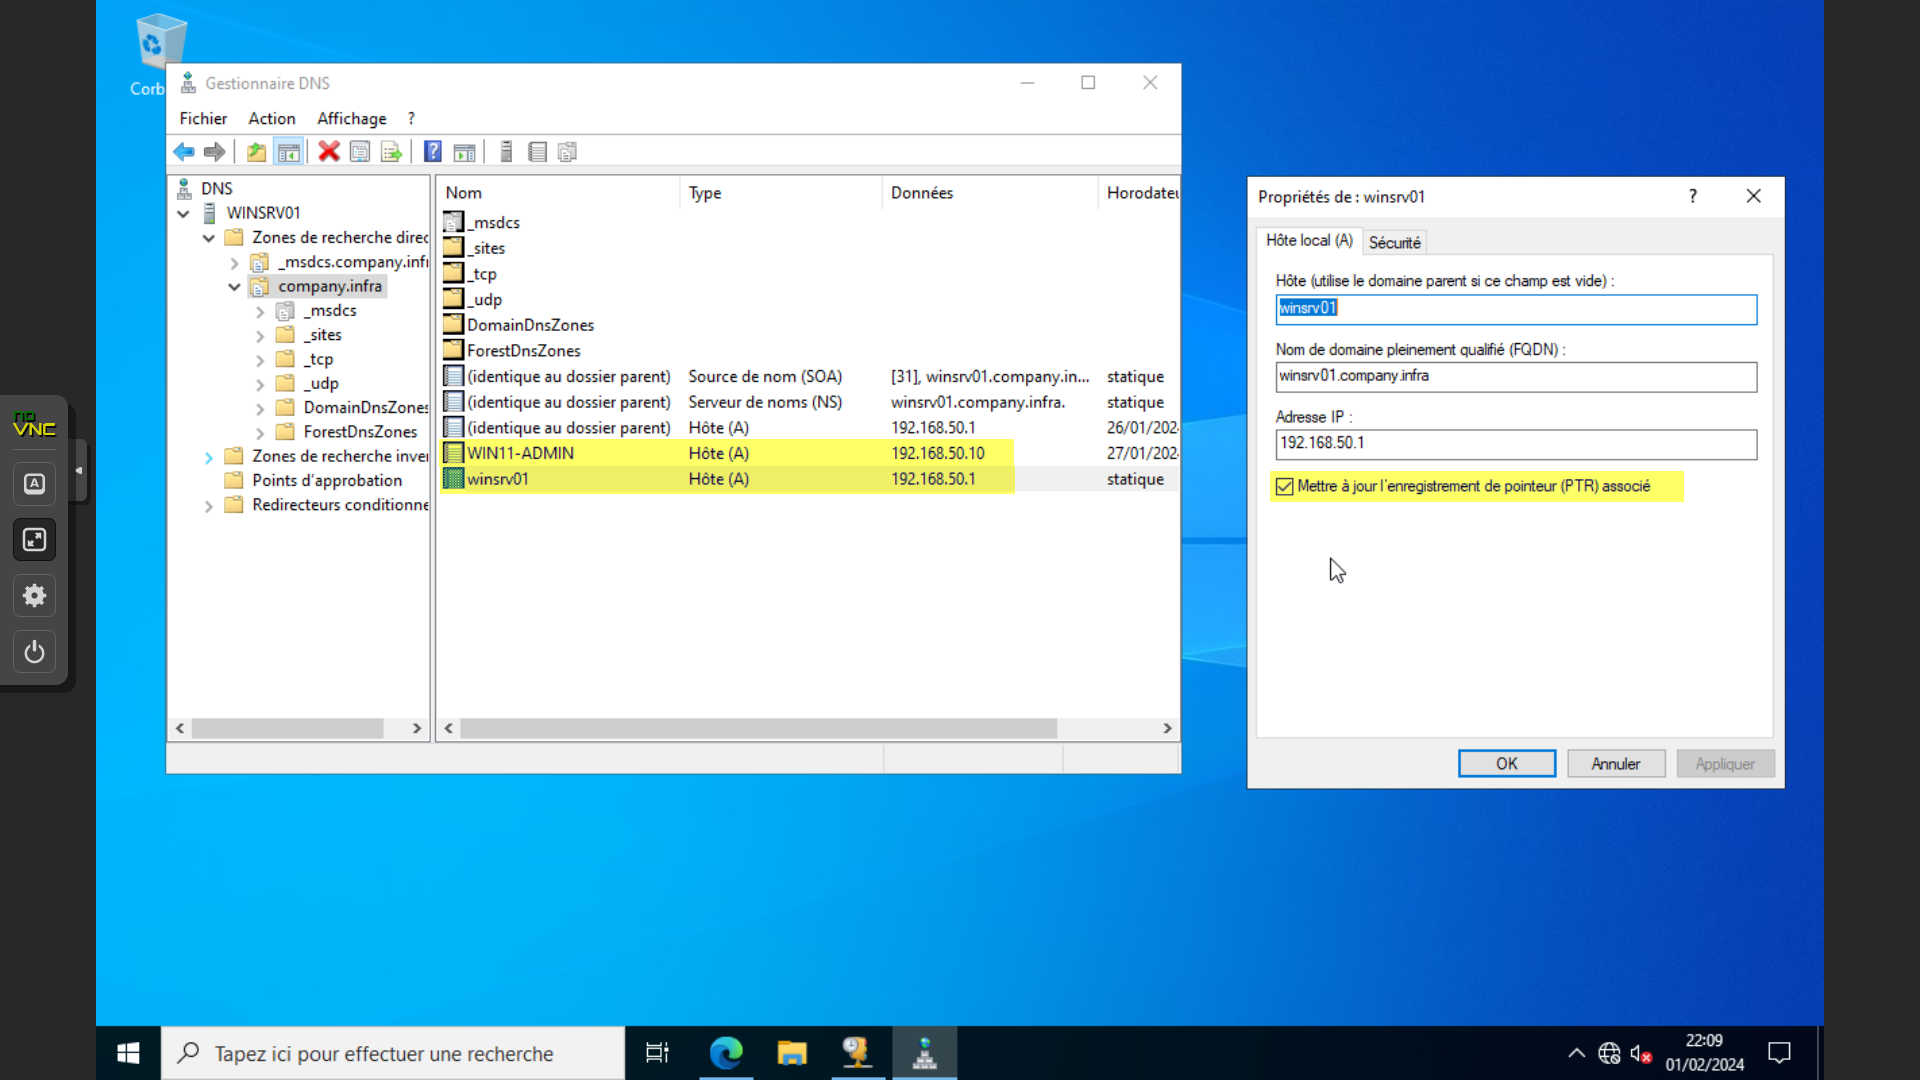 Corb
Gestionnaire DNS
Fichier Action Affichage ?
DNS
WINSRV01
Zones de recherche direc
_msdcs.company.infr
company.infra
_msdcs
_sites
_tcp
_udp
DomainDnsZones
ForestDnsZones
Zones de recherche inver
Points d'approbation
Redirecteurs conditionne
Nom Type Données Horodateu
_msdcs
_sites
_tcp
_udp
DomainDnsZones
ForestDnsZones
(identique au dossier parent) Source de nom (SOA) [31], winsrv01.company.in... statique
(identique au dossier parent) Serveur de noms (NS) winsrv01.company.infra. statique
(identique au dossier parent) Hôte (A) 192.168.50.1 26/01/202
WIN11-ADMIN Hôte (A) 192.168.50.10 27/01/202
winsrv01 Hôte (A) 192.168.50.1 statique
Propriétés de : winsrv01 ?
Hôte local (A) Sécurité
Hôte (utilise le domaine parent si ce champ est vide) :
winsrv01
Nom de domaine pleinement qualifié (FQDN) :
winsrv01.company.infra
Adresse IP :
192.168.50.1
Mettre à jour l'enregistrement de pointeur (PTR) associé
OK Annuler Appliquer
no
VNC
A
Tapez ici pour effectuer une recherche
22:09
01/02/2024